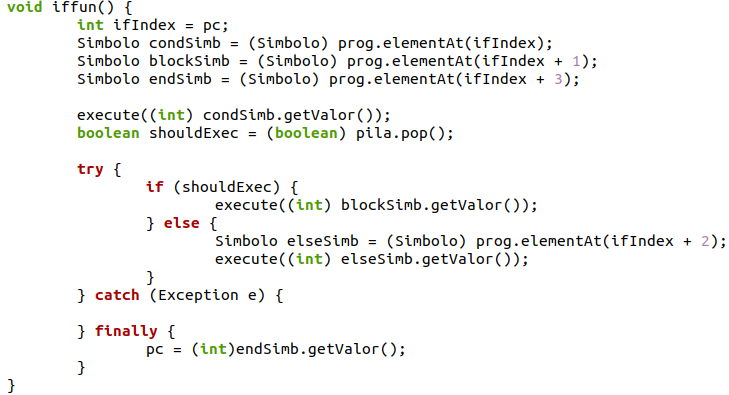 void iffun() {
        int ifIndex = pc;
        Simbolo condSimb = (Simbolo) prog.elementAt(ifIndex);
        Simbolo blockSimb = (Simbolo) prog.elementAt(ifIndex + 1);
        Simbolo endSimb = (Simbolo) prog.elementAt(ifIndex + 3);

        execute((int) condSimb.getValor());
        boolean shouldExec = (boolean) pila.pop();

        try {
                if (shouldExec) {
                        execute((int) blockSimb.getValor());
                } else {
                        Simbolo elseSimb = (Simbolo) prog.elementAt(ifIndex + 2);
                        execute((int) elseSimb.getValor());
                }
        } catch (Exception e) {

        } finally {
                pc = (int)endSimb.getValor();
        }
}